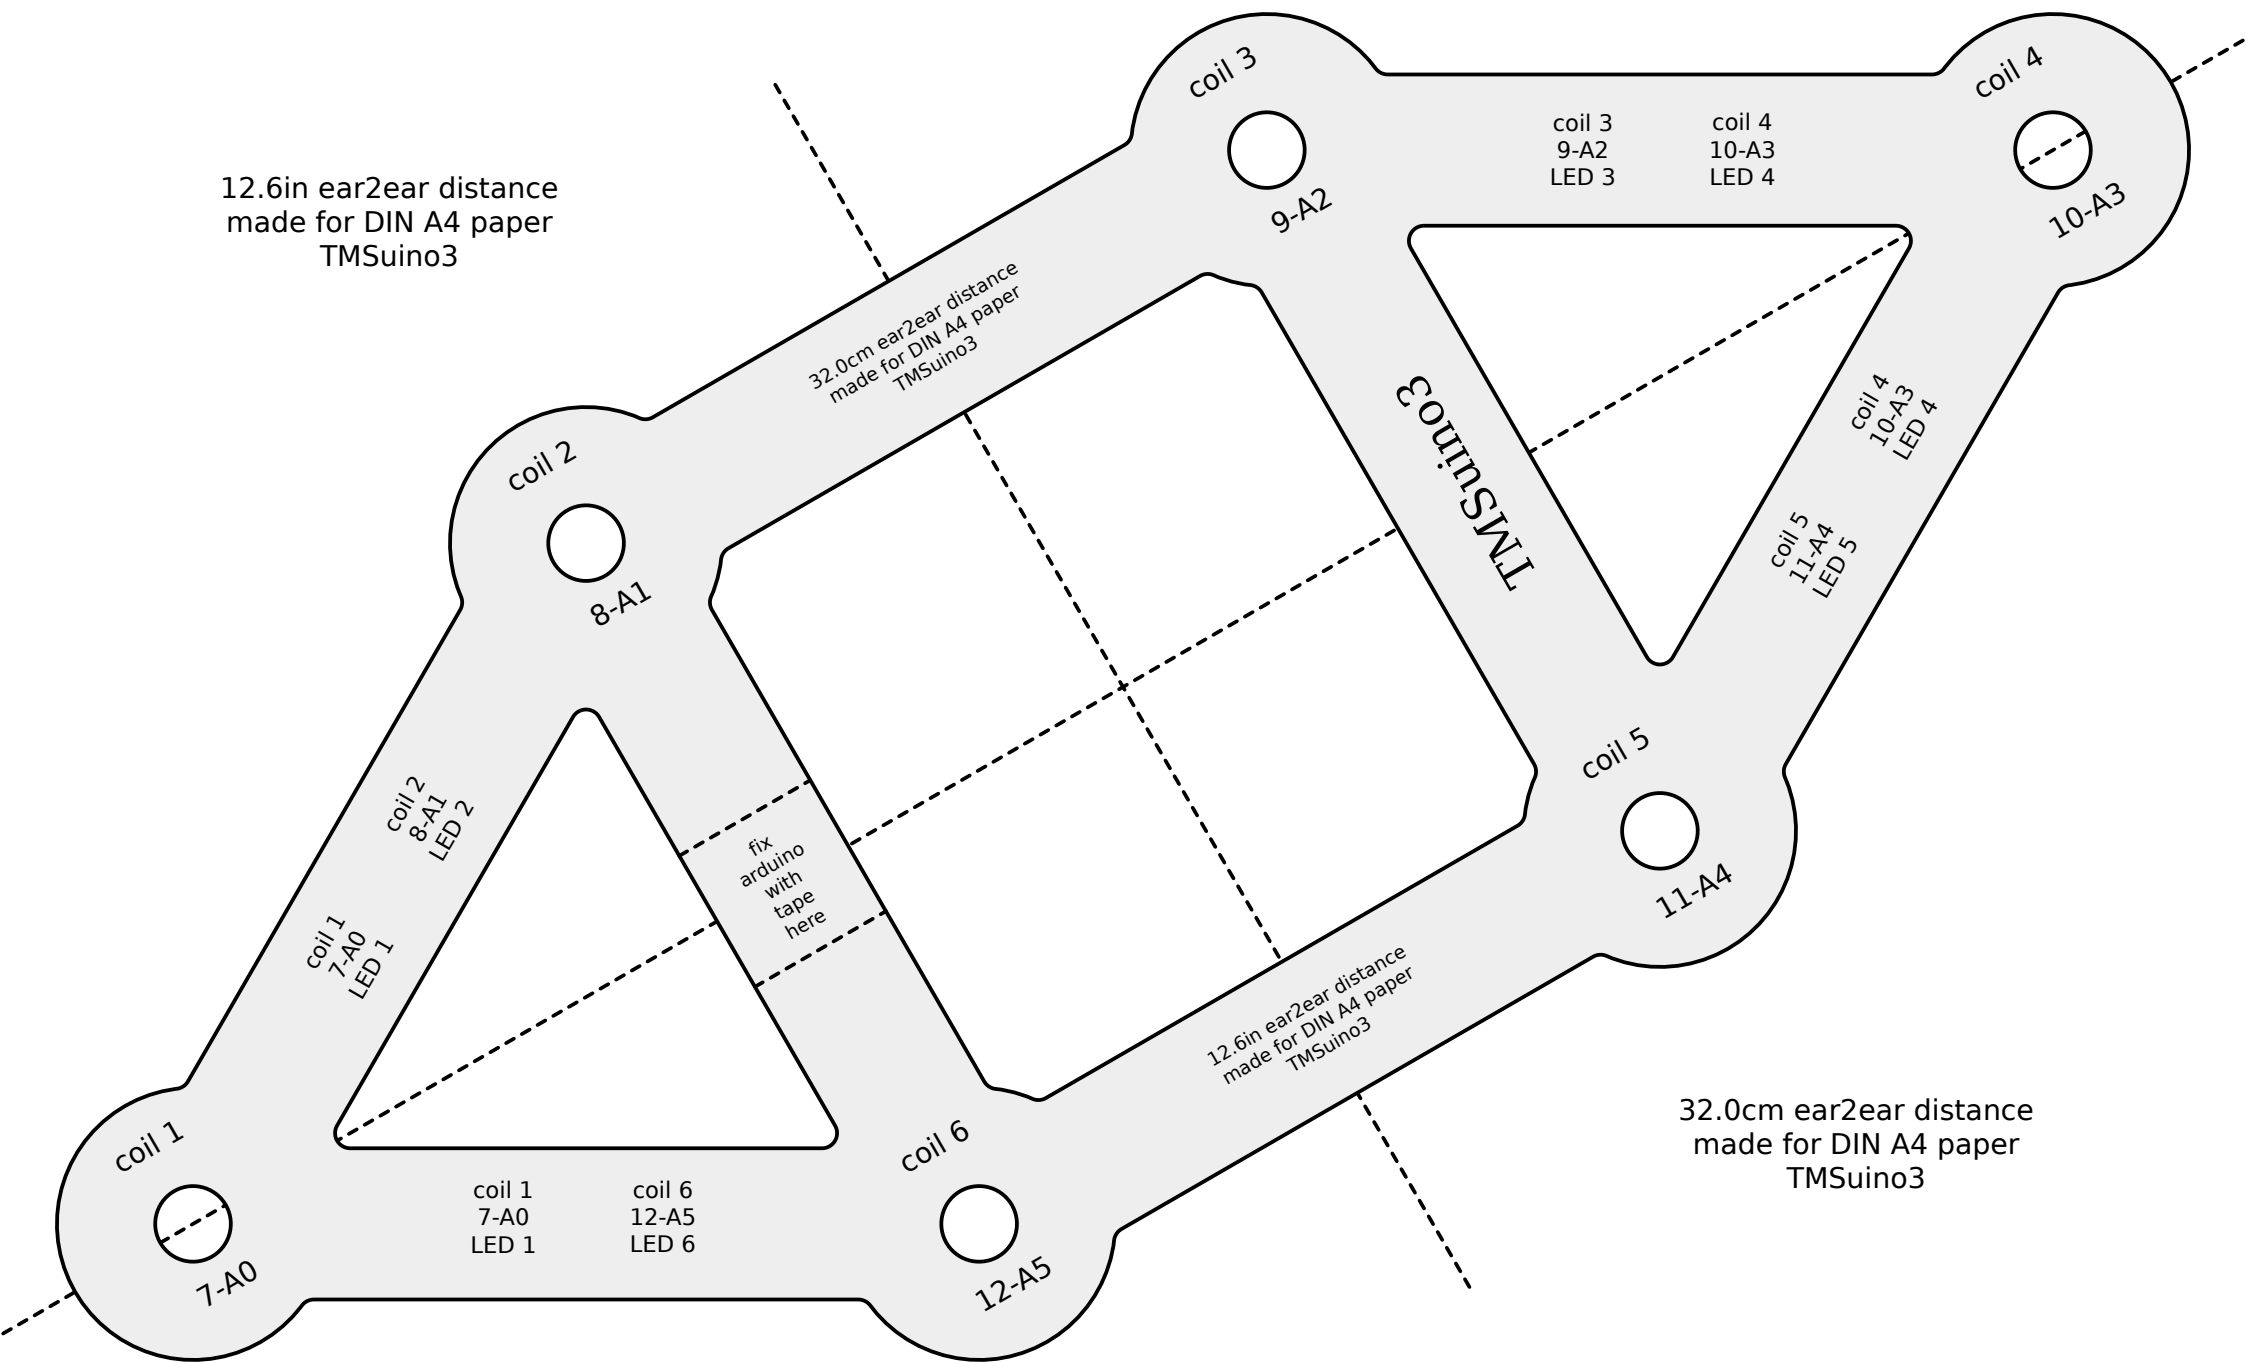 coil 3
coil 4
coil 3
9-A2
LED 3
coil 4
10-A3
LED 4
9-A2
10-A3
12.6in ear2ear distance
made for DIN A4 paper
TMSuino3
32.0cm ear2ear distance
made for DIN A4 paper
TMSuino3
TMSuino3
coil 4
10-A3
LED 4
coil 2
8-A1
coil 5
11-A4
LED 5
coil 5
11-A4
coil 2
8-A1
LED 2
fix
arduino
with
tape
here
coil 1
7-A0
LED 1
12.6in ear2ear distance
made for DIN A4 paper
TMSuino3
coil 1
7-A0
coil 1
7-A0
LED 1
coil 6
12-A5
LED 6
coil 6
12-A5
32.0cm ear2ear distance
made for DIN A4 paper
TMSuino3